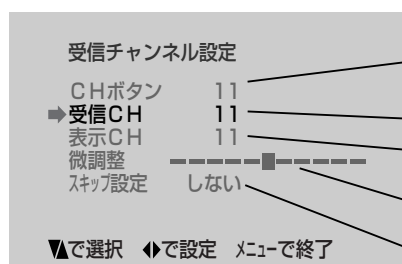 受信チャンネル設定
CHボタン 11
➡受信CH 11
表示CH 11
微調整
スキップ設定 しない
で選択 で設定 メニューで終了